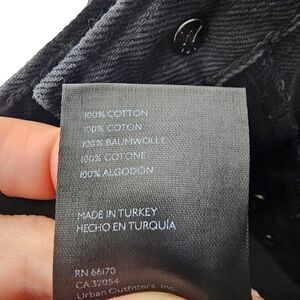 100% COTTON
100% COTON
100% BAUMWOLLE
100% COTONE
100% ALGODÓN
MADE IN TURKEY
HECHO EN TURQUÍA
RN 66170
CA 32054
Urban Outfitters, Inc.